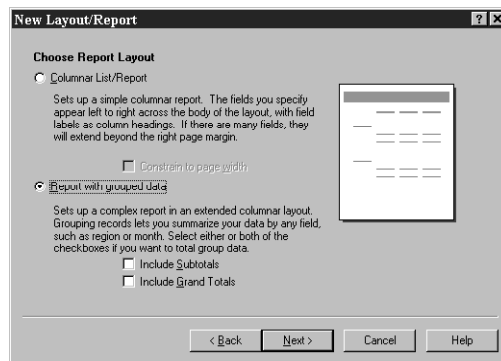 New Layout/Report
Choose Report Layout
Columnar List/Report
Sets up a simple columnar report. The fields you specify
appear left to right across the body of the layout, with field
labels as column headings. If there are many fields, they
will extend beyond the right page margin.
Constrain to page width
Report with grouped data
Sets up a complex report in an extended columnar layout.
Grouping records lets you summarize your data by any field,
such as region or month. Select either or both of the
checkboxes if you want to total group data.
Include Subtotals
Include Grand Totals
< Back Next > Cancel Help